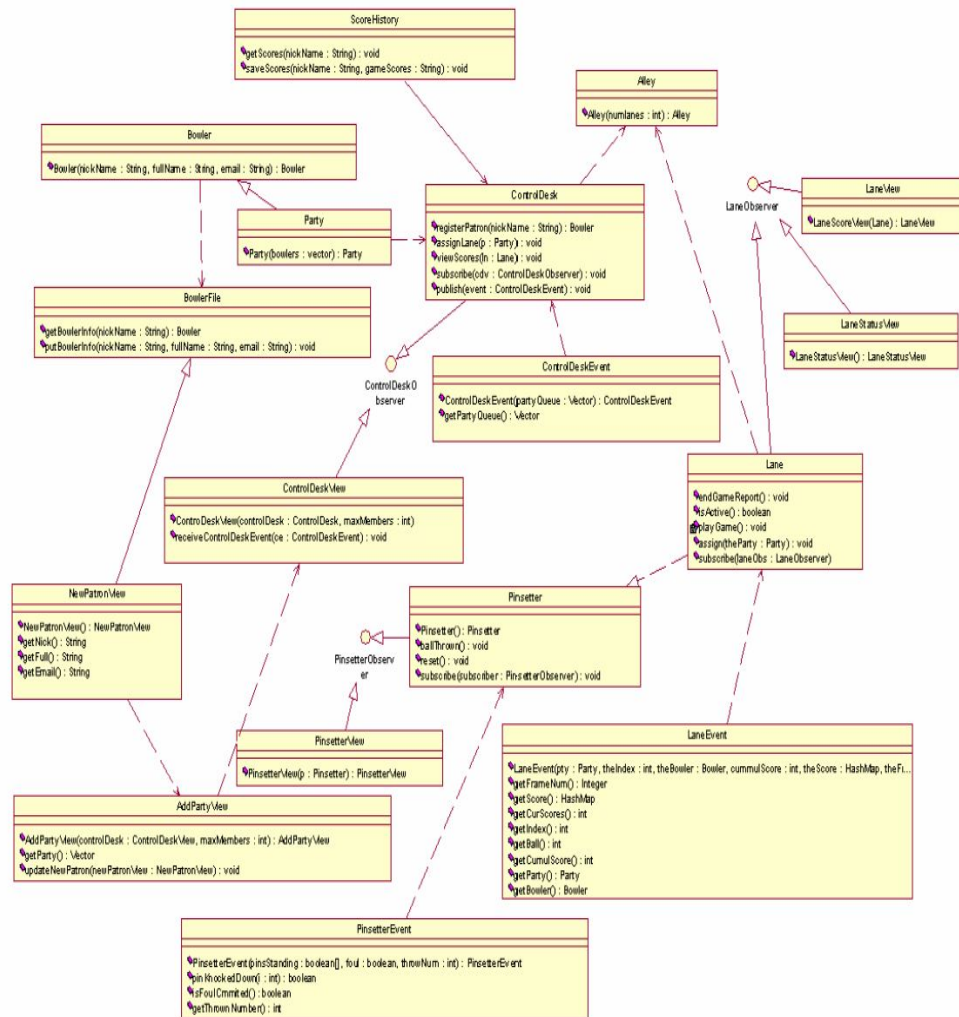 ScoreHistory
getScores(nickName : String) : void
saveScores(nickName : String, gameScores : String) : void
Alley
Alley(numlanes : int) : Alley
Bowler
Bowler(nickName : String, fullName : String, email : String) : Bowler
Party
Party(bowlers : vector) : Party
ControlDesk
registerPatron(nickName : String) : Bowler
assignLane(p : Party) : void
viewScores(ln : Lane) : void
subscribe(cdv : ControlDeskObserver) : void
publish(event : ControlDeskEvent) : void
LaneObserver
LaneView
LaneScoreView(Lane) : LaneView
LaneStatusView
LaneStatusView() : LaneStatusView
BowlerFile
getBowlerInfo(nickName : String) : Bowler
putBowlerInfo(nickName : String, fullName : String, email : String) : void
ControlDeskO
bserver
ControlDeskEvent
ControlDeskEvent(partyQueue : Vector) : ControlDeskEvent
getPartyQueue() : Vector
Lane
endGameReport() : void
isActive() : boolean
playGame() : void
assign(theParty : Party) : void
subscribe(laneObs : LaneObserver)
ControlDeskView
ControDeskView(controlDesk : ControlDesk, maxMembers : int)
receiveControlDeskEvent(ce : ControlDeskEvent) : void
NewPatronView
NewPatronView() : NewPatronView
getNick() : String
getFull() : String
getEmail() : String
Pinsetter
Pinsetter() : Pinsetter
ballThrown() : void
reset() : void
subscribe(subscriber : PinsetterObserver) : void
PinsetterObserv
er
PinsetterView
PinsetterView(p : Pinsetter) : PinsetterView
LaneEvent
LaneEvent(pty : Party, theIndex : int, theBowler : Bowler, cummulScore : int, theScore : HashMap, theFi...
getFrameNum() : Integer
getScore() : HashMap
getCurScores() : int
getIndex() : int
getBall() : int
getCumulScore() : int
getParty() : Party
getBowler() : Bowler
AddPartyView
AddPartyView(controlDesk : ControlDeskView, maxMembers : int) : AddPartyView
getParty() : Vector
updateNewPatron(newPatronView : NewPatronView) : void
PinsetterEvent
PinsetterEvent(pinsStanding : boolean[], foul : boolean, throwNum : int) : PinsetterEvent
pinKnockedDown(i : int) : boolean
isFoulCmmited() : boolean
getThrownNumber() : int